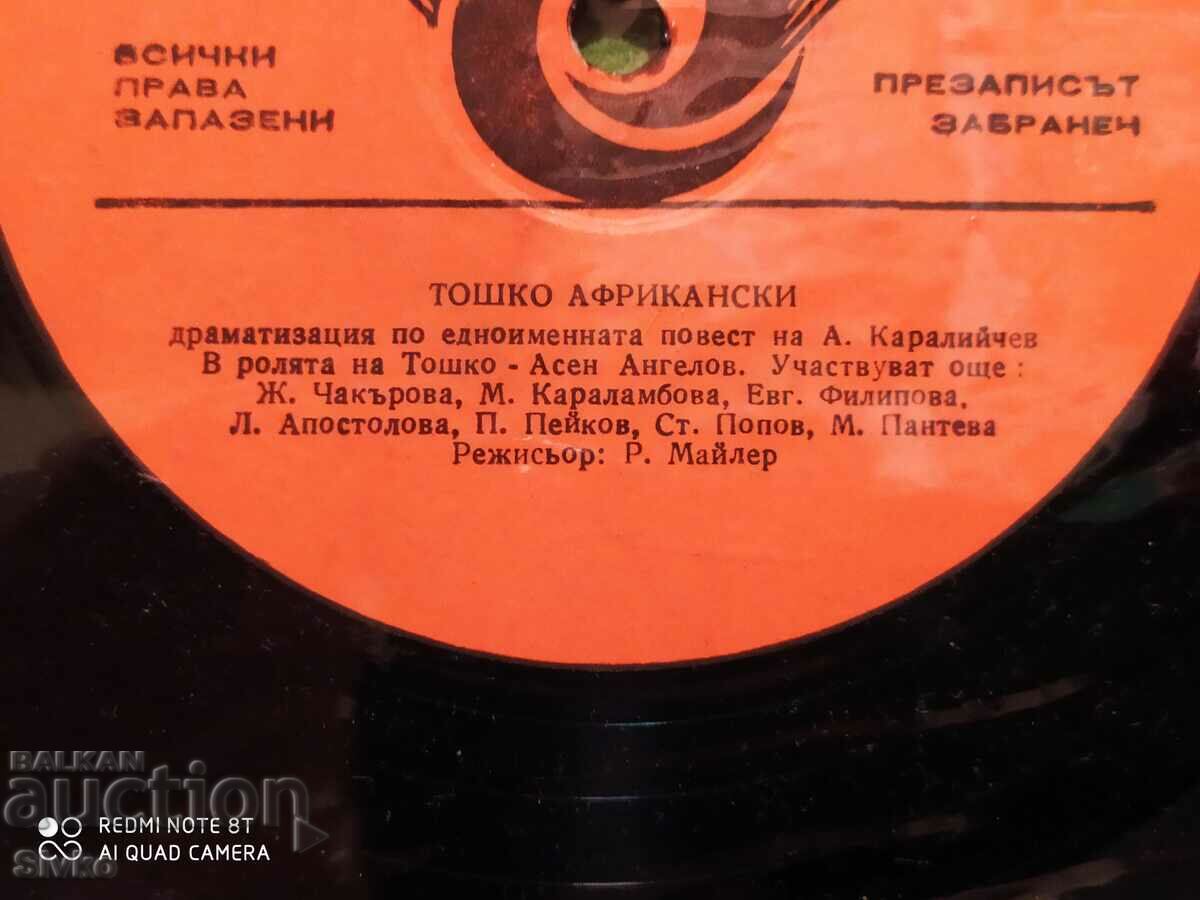 ВСИЧКИ
ПРАВА
ЗАПАЗЕНИ
ПРЕЗАПИСЪТ
ЗАБРАНЕН
ТОШКО АФРИКАНСКИ
драматизация по едноименната повест на А. Каралийчев
В ролята на Тошко - Асен Ангелов. Участвуват още :
Ж. Чакърова, М. Караламбова, Евг. Филипова,
Л. Апостолова, П. Пейков, Ст. Попов, М. Пантева
Режисьор: Р. Майлер
BALKAN
auction
REDMI NOTE 8T
AI QUAD CAMERA
Sivko